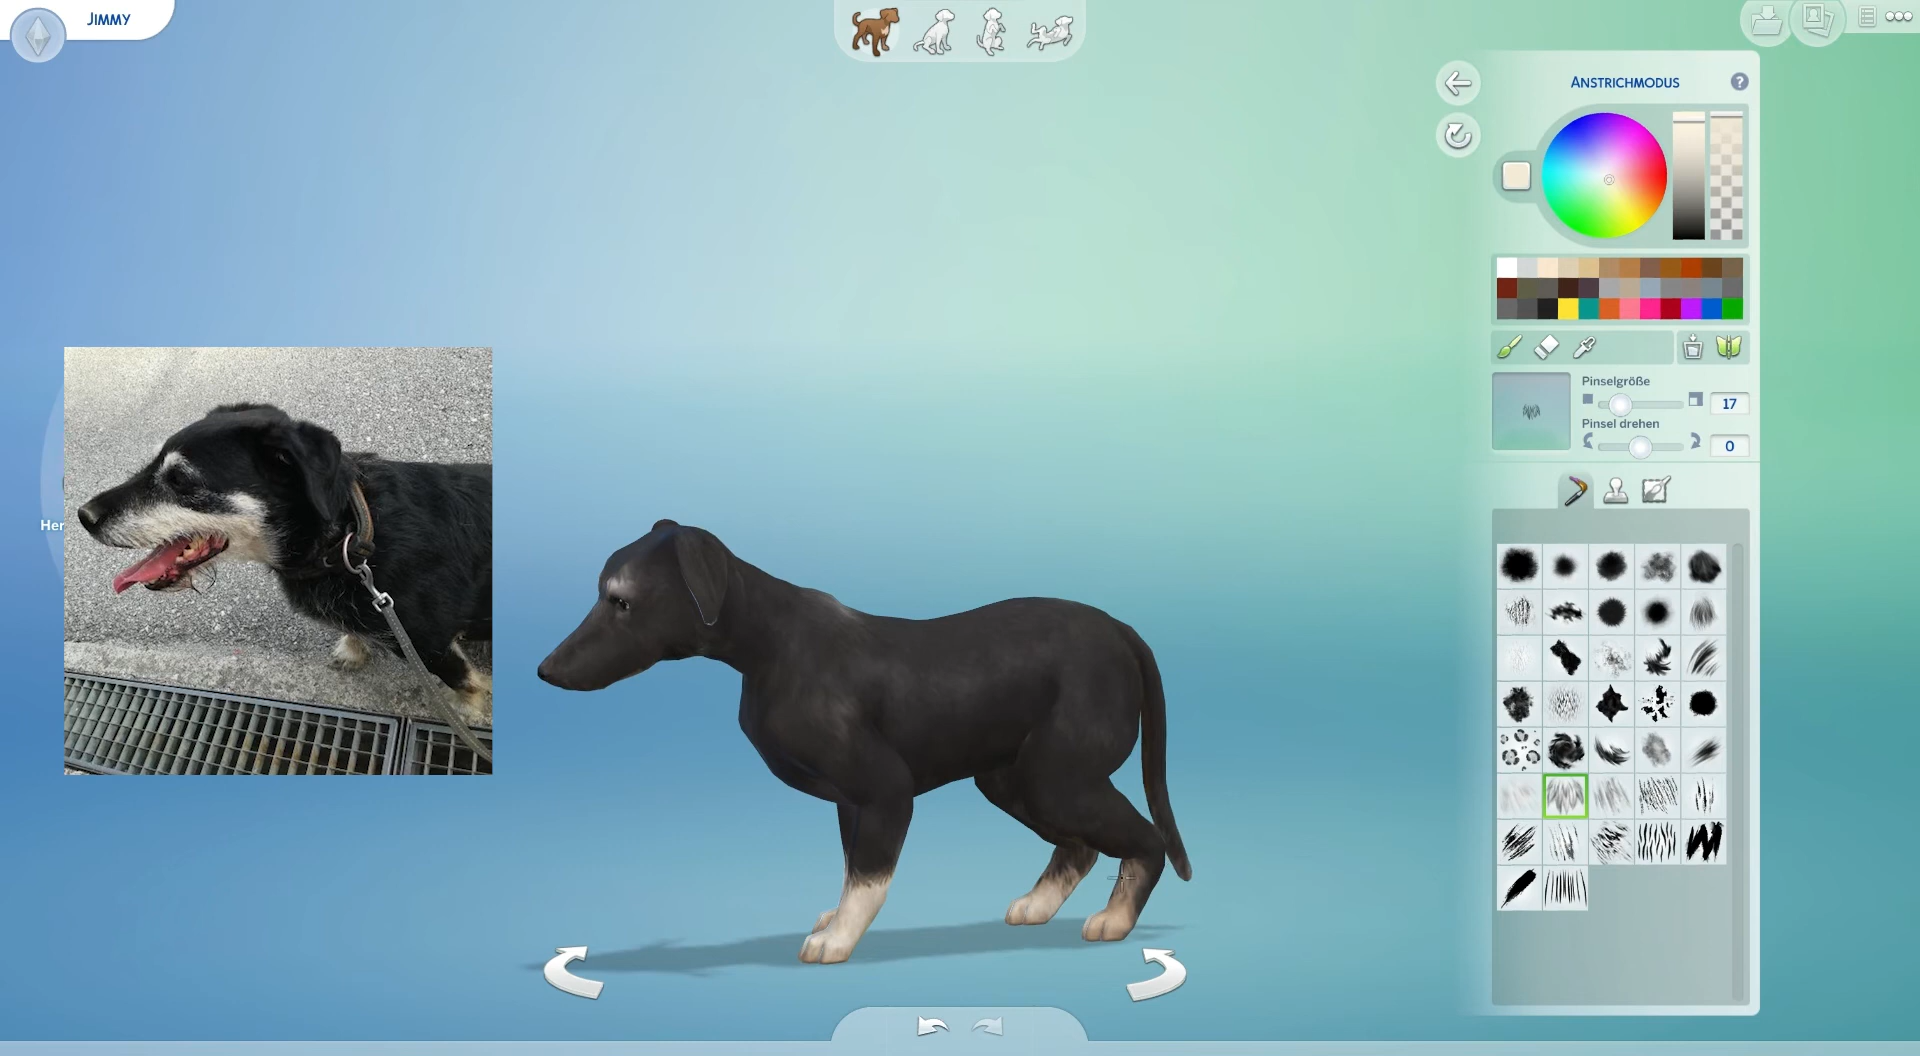 Jimmy
Anstrichmodus
?
Pinselgröße
17
Pinsel drehen
0
Her